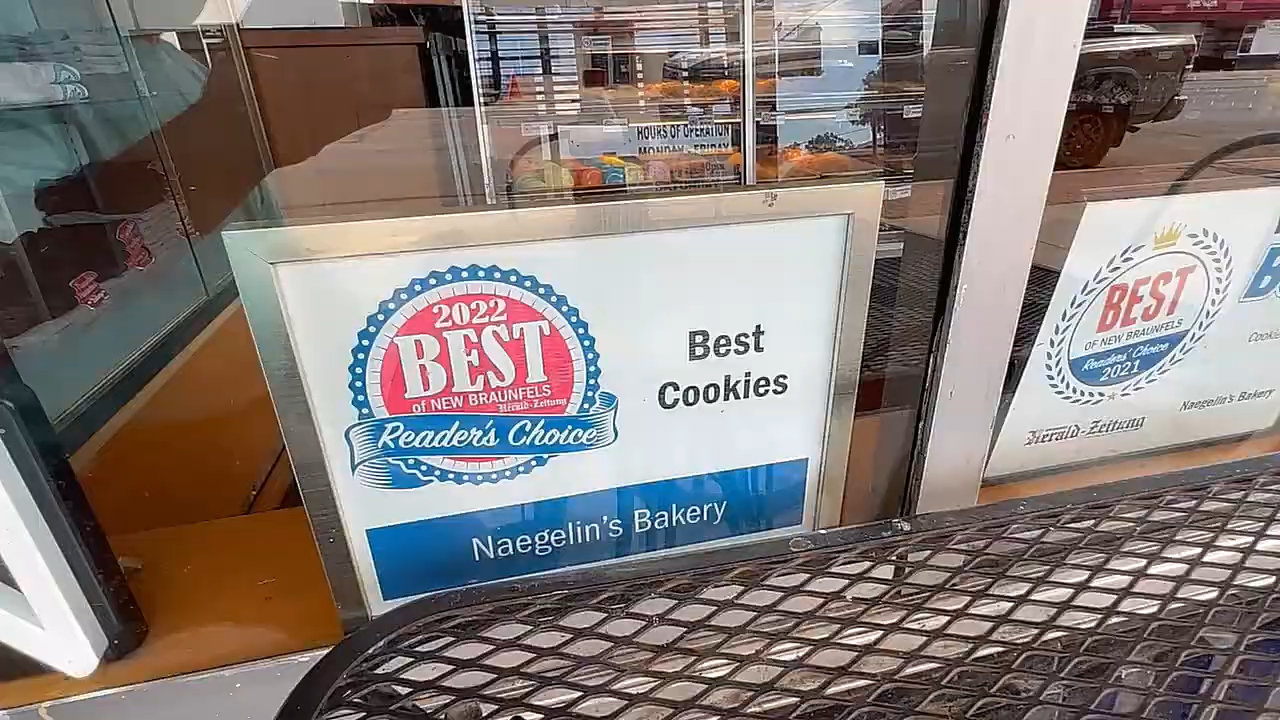 HOURS OF OPERATION
MONDAY - FRIDAY
2022
BEST
of NEW BRAUNFELS
Herald-Zeitung
Reader's Choice
Best
Cookies
Naegelin's Bakery
BEST
OF NEW BRAUNFELS
Readers' Choice
2021
Herald-Zeitung
Naegelin's Bakery